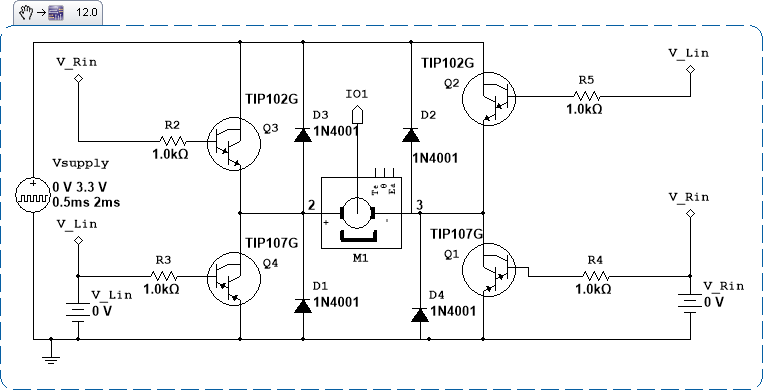 12.0
V_Rin
V_Lin
TIP102G
Q2
R5
1.0kΩ
TIP102G
Q3
IO1
R2
1.0kΩ
D3
1N4001
D2
1N4001
Vsupply
0 V 3.3 V
0.5ms 2ms
Te
θ
Ea
V_Rin
2
3
+
-
M1
V_Lin
TIP107G
Q4
TIP107G
Q1
R3
1.0kΩ
R4
1.0kΩ
V_Lin
0 V
D1
1N4001
D4
1N4001
V_Rin
0 V